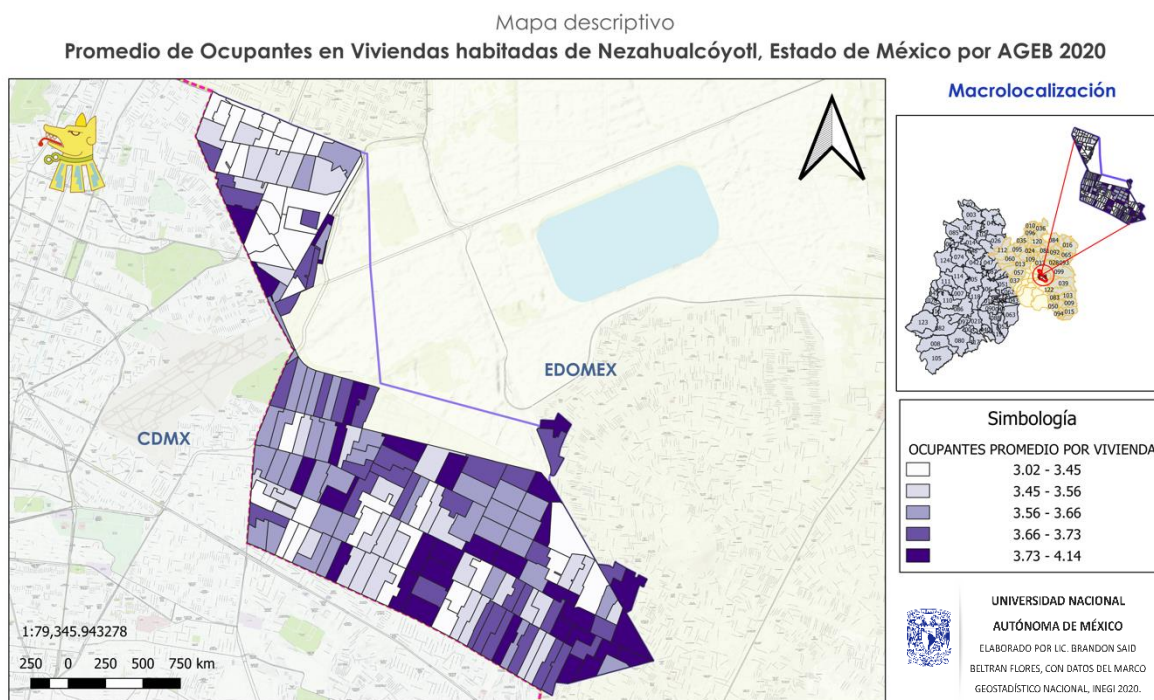 Mapa descriptivo
Promedio de Ocupantes en Viviendas habitadas de Nezahualcóyotl, Estado de México por AGEB 2020
Macrolocalización
EDOMEX
CDMX
1:79,345.943278
250 0 250 500 750 km
Simbología
OCUPANTES PROMEDIO POR VIVIENDA
3.02 - 3.45
3.45 - 3.56
3.56 - 3.66
3.66 - 3.73
3.73 - 4.14
UNIVERSIDAD NACIONAL
AUTÓNOMA DE MÉXICO
ELABORADO POR LIC. BRANDON SAID
BELTRAN FLORES, CON DATOS DEL MARCO
GEOSTADÍSTICO NACIONAL, INEGI 2020.